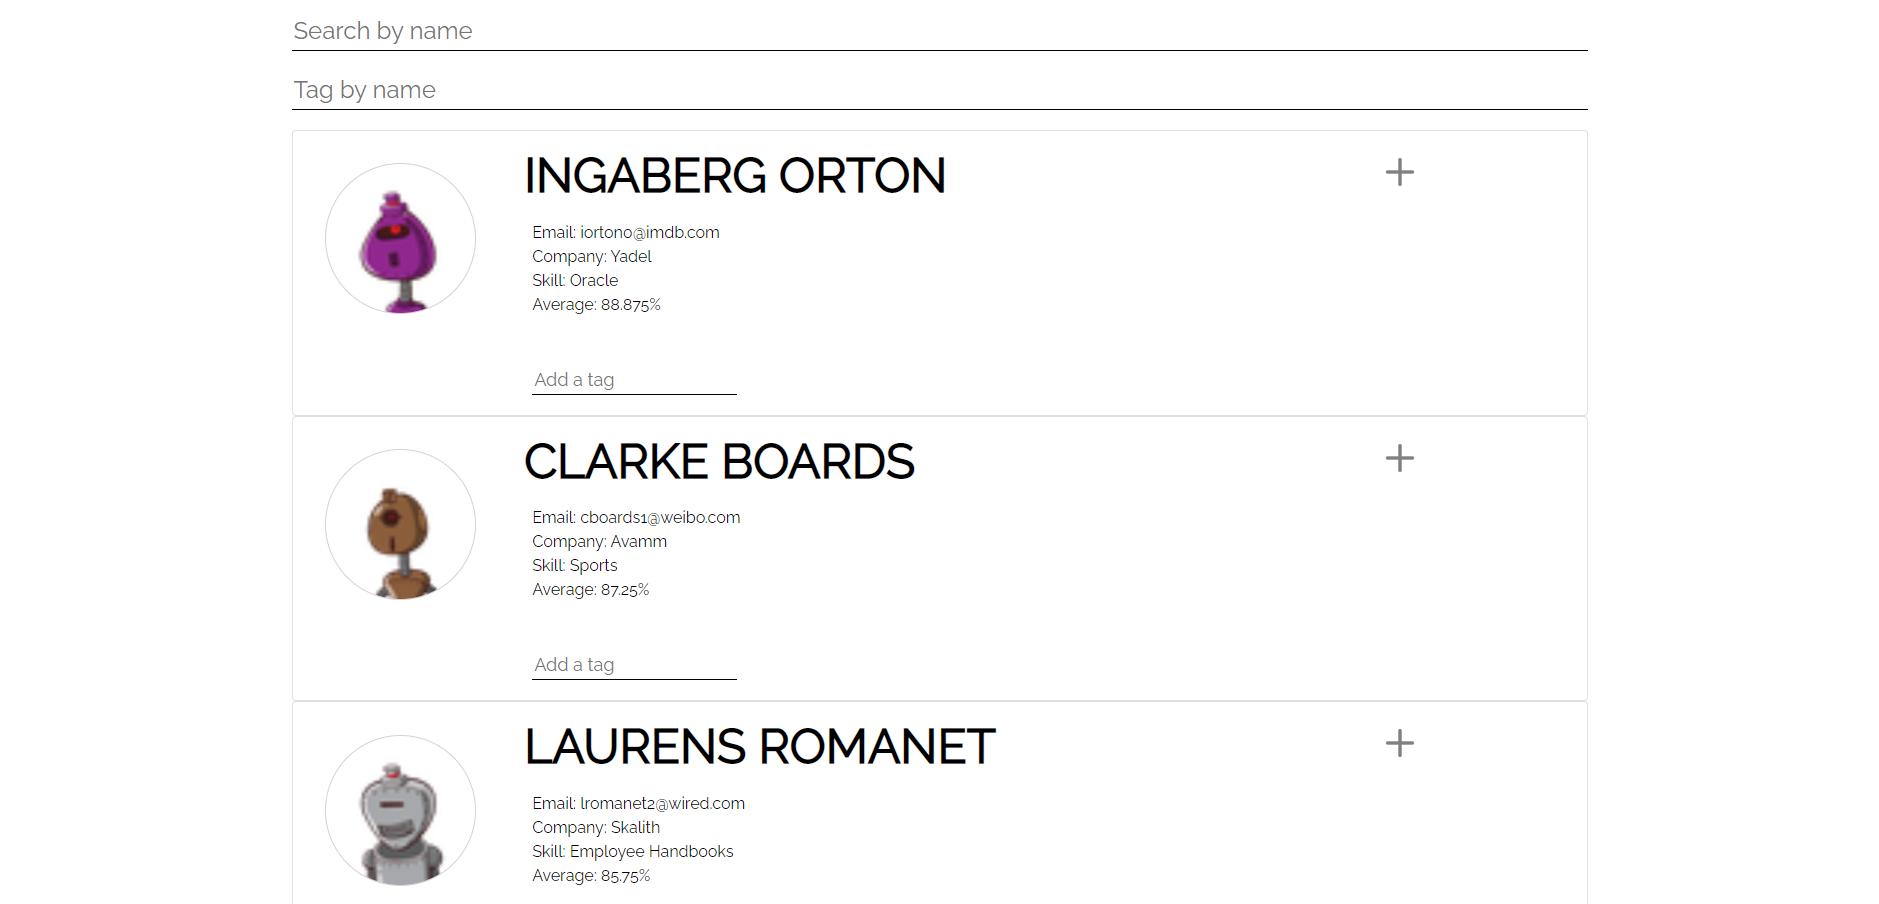 Search by name
Tag by name
INGABERG ORTON
Email: iorton0@imdb.com
Company: Yadel
Skill: Oracle
Average: 88.875%
Add a tag
CLARKE BOARDS
Email: cboards1@weibo.com
Company: Avamm
Skill: Sports
Average: 87.25%
Add a tag
LAURENS ROMANET
Email: lromanet2@wired.com
Company: Skalith
Skill: Employee Handbooks
Average: 85.75%